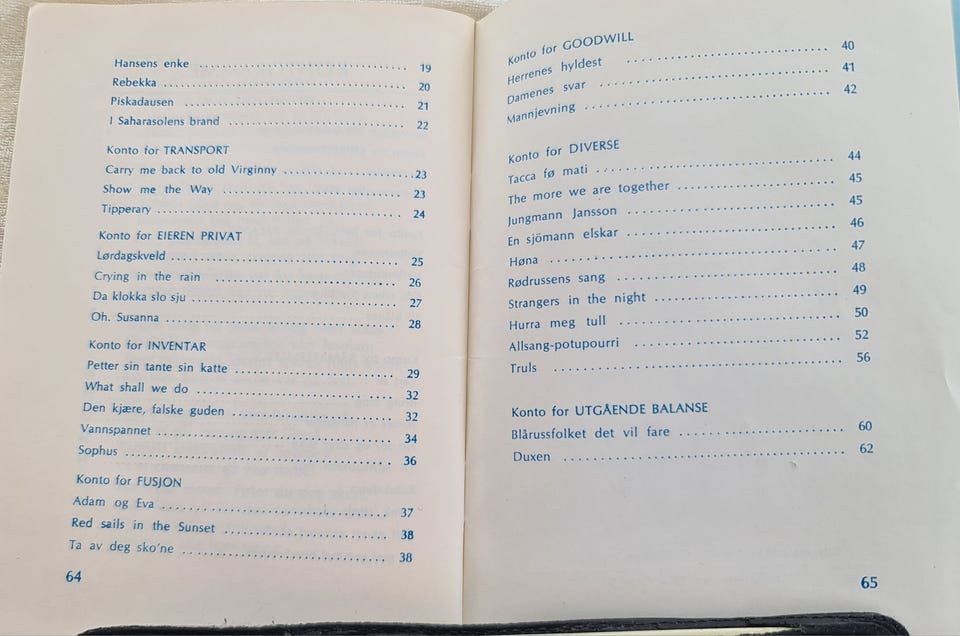 Hansens enke ........................................ 19
Rebekka ........................................ 20
Piskadausen ........................................ 21
I Saharasolens brand ........................................ 22
Konto for TRANSPORT
Carry me back to old Virginny ........................................ 23
Show me the Way ........................................ 23
Tipperary ........................................ 24
Konto for EIEREN PRIVAT
Lørdagskveld ........................................ 25
Crying in the rain ........................................ 26
Da klokka slo sju ........................................ 27
Oh. Susanna ........................................ 28
Konto for INVENTAR
Petter sin tante sin katte ........................................ 29
What shall we do ........................................ 32
Den kjære, falske guden ........................................ 32
Vannspannet ........................................ 34
Sophus ........................................ 36
Konto for FUSJON
Adam og Eva ........................................ 37
Red sails in the Sunset ........................................ 38
Ta av deg sko'ne ........................................ 38
64
Konto for GOODWILL
Herrenes hyldest ........................................ 40
Damenes svar ........................................ 41
Mannjevning ........................................ 42
Konto for DIVERSE
Tacca fø mati ........................................ 44
The more we are together ........................................ 45
Jungmann Jansson ........................................ 45
En sjömann elskar ........................................ 46
Høna ........................................ 47
Rødrussens sang ........................................ 48
Strangers in the night ........................................ 49
Hurra meg tull ........................................ 50
Allsang-potupourri ........................................ 52
Truls ........................................ 56
Konto for UTGÅENDE BALANSE
Blårussfolket det vil fare ........................................ 60
Duxen ........................................ 62
65